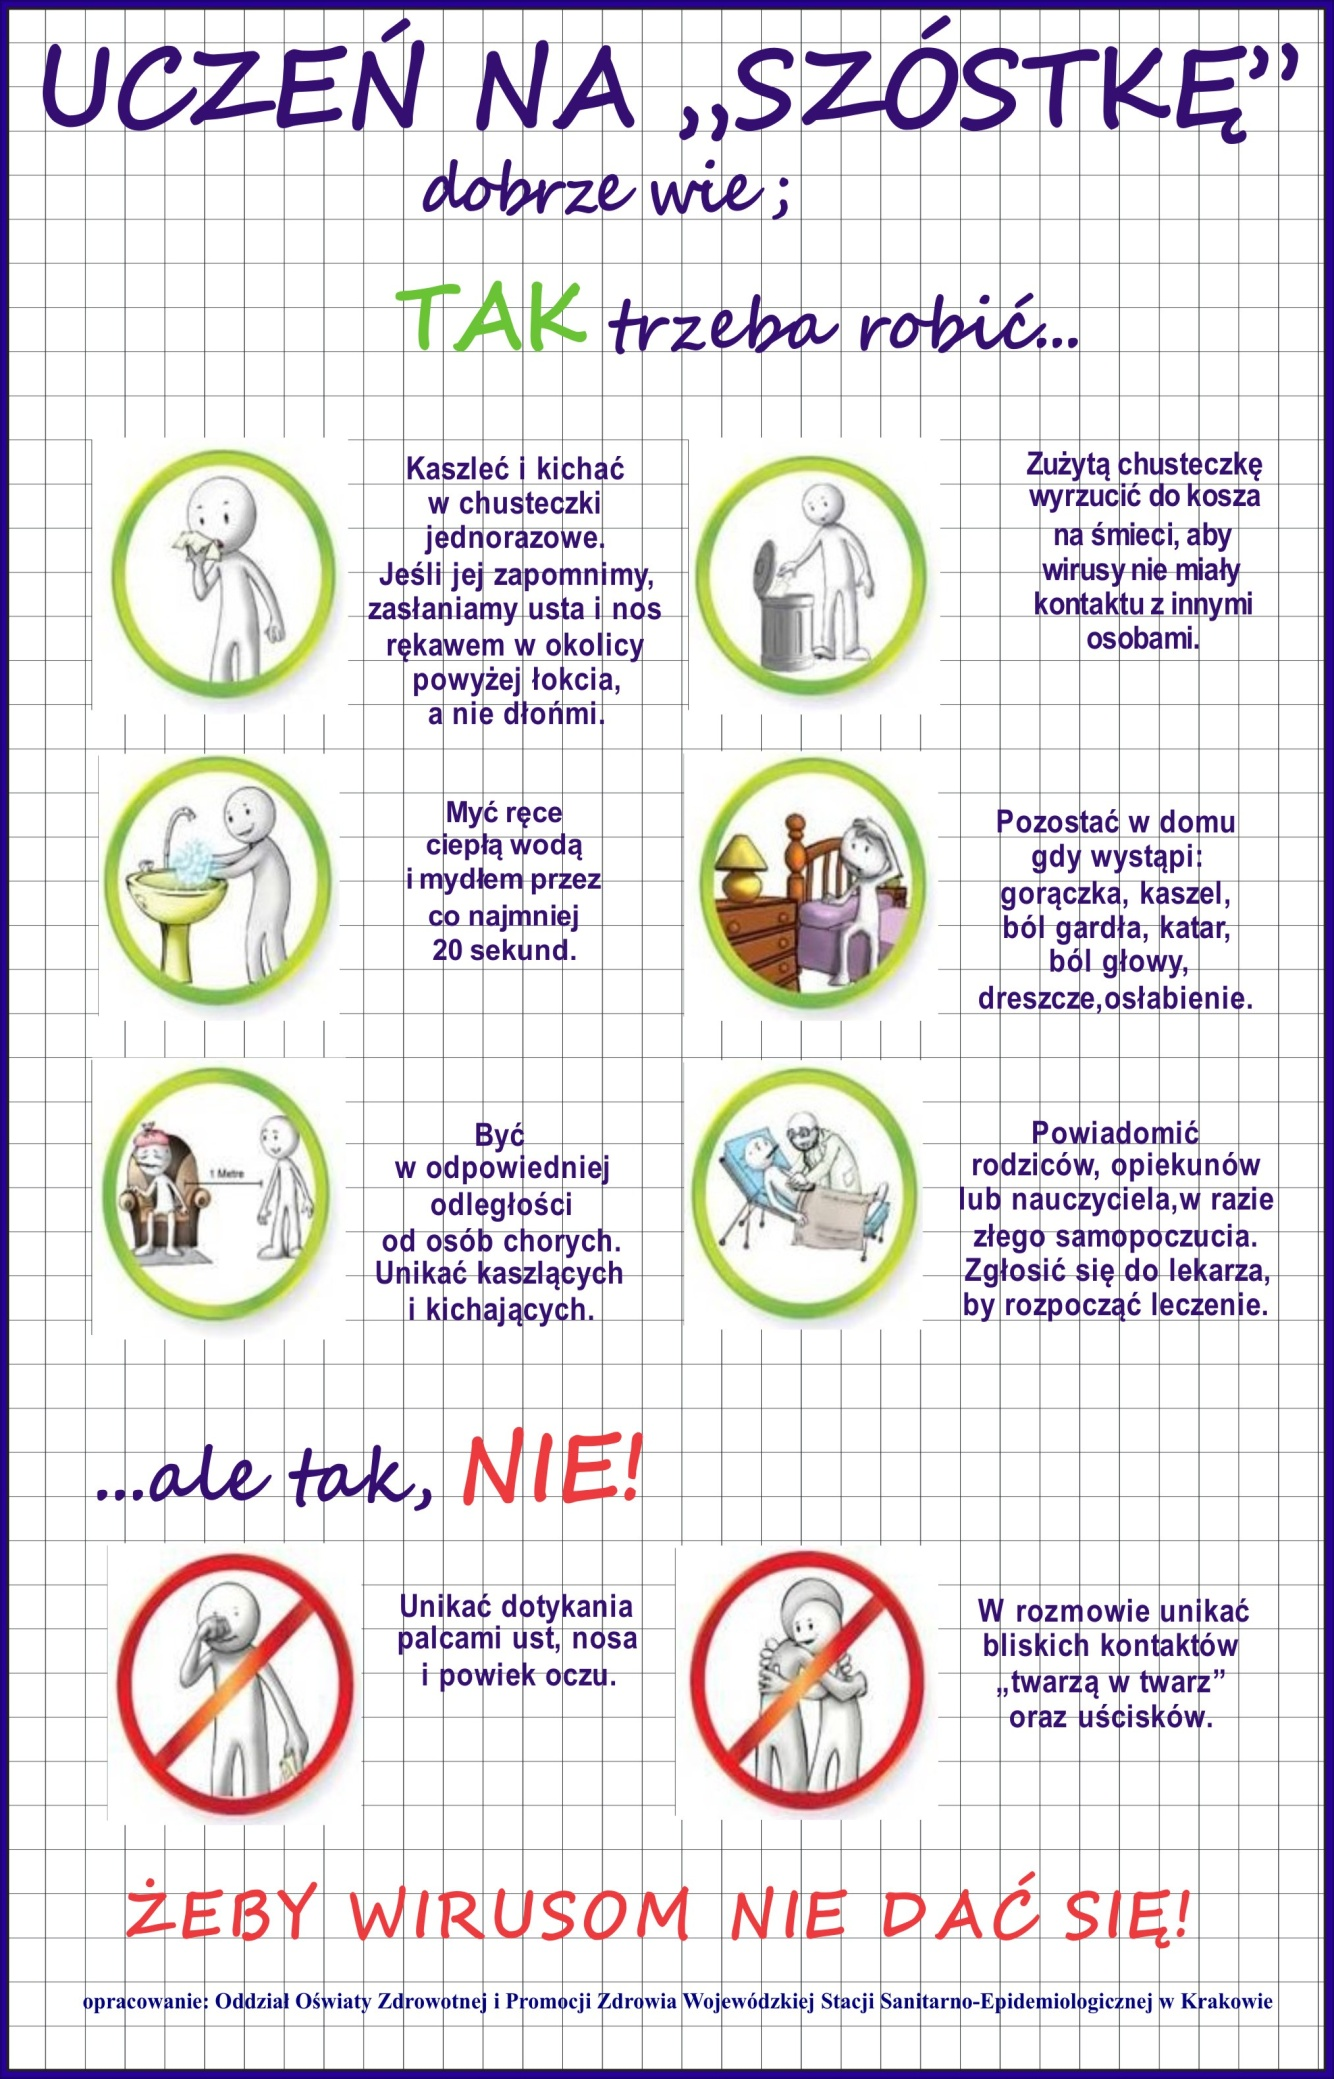 UCZEŃ NA „SZÓSTKĘ”
dobrze wie;
TAK trzeba robić...
Kaszleć i kichać
w chusteczki
jednorazowe.
Jeśli jej zapomnimy,
zasłaniamy usta i nos
rękawem w okolicy
powyżej łokcia,
a nie dłońmi.
Zużytą chusteczkę
wyrzucić do kosza
na śmieci, aby
wirusy nie miały
kontaktu z innymi
osobami.
Myć ręce
ciepłą wodą
i mydłem przez
co najmniej
20 sekund.
Pozostać w domu
gdy wystąpi:
gorączka, kaszel,
ból gardła, katar,
ból głowy,
dreszcze,osłabienie.
1 Metre
Być
w odpowiedniej
odległości
od osób chorych.
Unikać kaszlących
i kichających.
Powiadomić
rodziców, opiekunów
lub nauczyciela,w razie
złego samopoczucia.
Zgłosić się do lekarza,
by rozpocząć leczenie.
...ale tak, NIE!
Unikać dotykania
palcami ust, nosa
i powiek oczu.
W rozmowie unikać
bliskich kontaktów
„twarzą w twarz”
oraz uścisków.
ŻEBY WIRUSOM NIE DAĆ SIĘ!
opracowanie: Oddział Oświaty Zdrowotnej i Promocji Zdrowia Wojewódzkiej Stacji Sanitarno-Epidemiologicznej w Krakowie